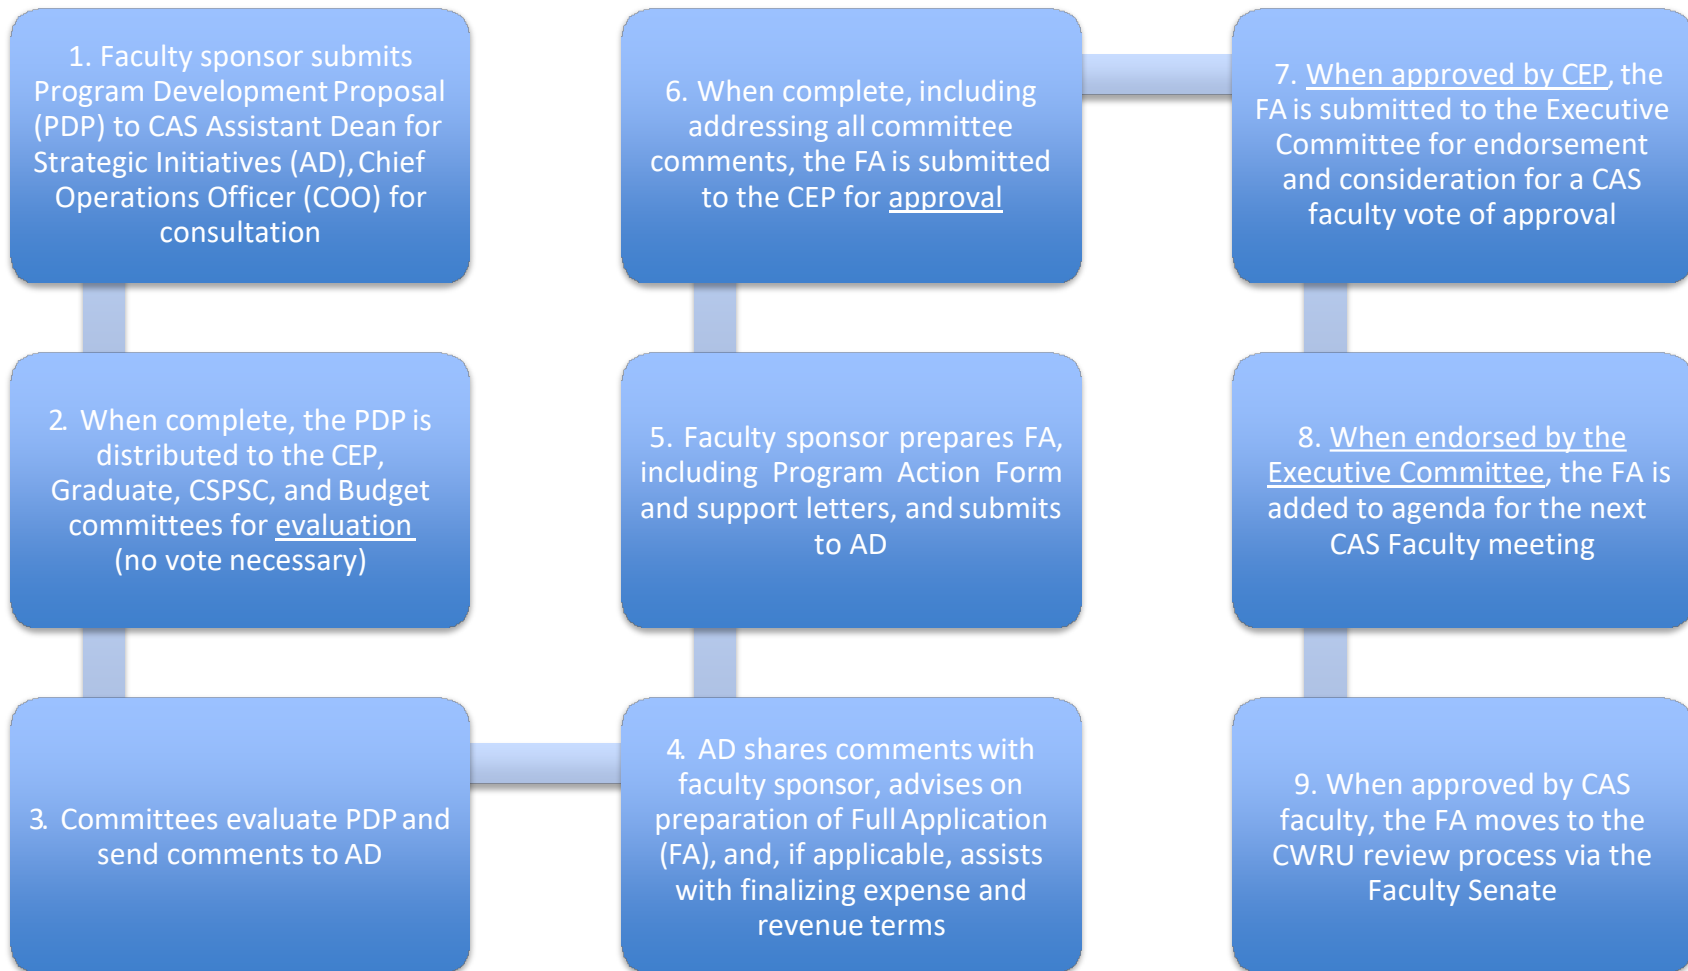 1. Faculty sponsor submits
Program Development Proposal
(PDP) to CAS Assistant Dean for
Strategic Initiatives (AD), Chief
Operations Officer (COO) for
consultation
2. When complete, the PDP is
distributed to the CEP,
Graduate, CSPSC, and Budget
committees for evaluation
(no vote necessary)
3. Committees evaluate PDP and
send comments to AD
4. AD shares comments with
faculty sponsor, advises on
preparation of Full Application
(FA), and, if applicable, assists
with finalizing expense and
revenue terms
5. Faculty sponsor prepares FA,
including Program Action Form
and support letters, and submits
to AD
6. When complete, including
addressing all committee
comments, the FA is submitted
to the CEP for approval
7. When approved by CEP, the
FA is submitted to the Executive
Committee for endorsement
and consideration for a CAS
faculty vote of approval
8. When endorsed by the
Executive Committee, the FA is
added to agenda for the next
CAS Faculty meeting
9. When approved by CAS
faculty, the FA moves to the
CWRU review process via the
Faculty Senate